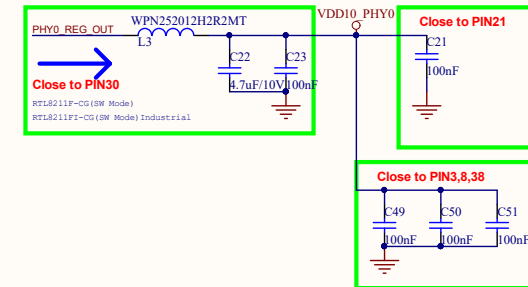 WPN252012H2R2MT
VDD10_PHY0
Close to PIN21
PHY0_REG_OUT
L3
C21
C22
C23
100nF
4.7uF/10V
100nF
Close to PIN30
RTL8211F-CG(SW Mode)
RTL8211FI-CG(SW Mode)Industrial
Close to PIN3,8,38
C49
C50
C51
100nF
100nF
100nF